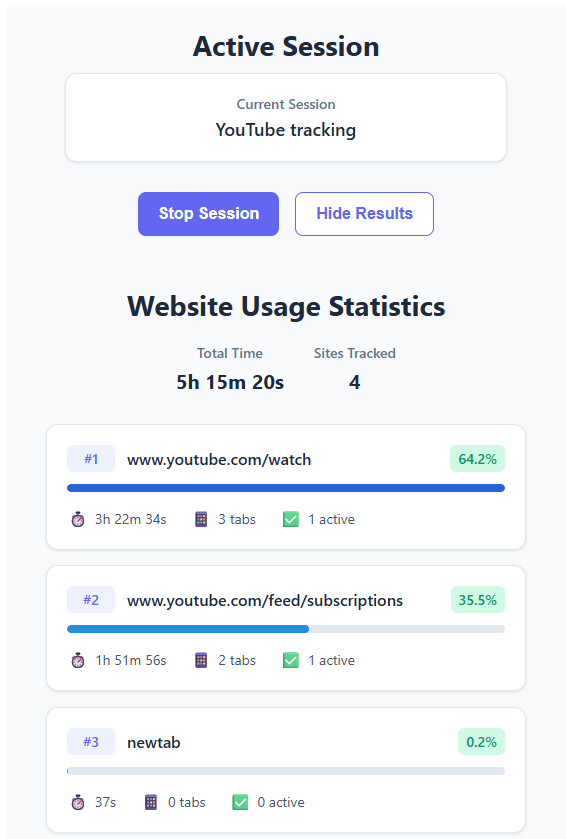 Active Session
Current Session
YouTube tracking
Stop Session
Hide Results
Website Usage Statistics
Total Time
Sites Tracked
5h 15m 20s
4
#1
www.youtube.com/watch
64.2%
3h 22m 34s
3 tabs
1 active
#2
www.youtube.com/feed/subscriptions
35.5%
1h 51m 56s
2 tabs
1 active
#3
newtab
0.2%
37s
0 tabs
0 active